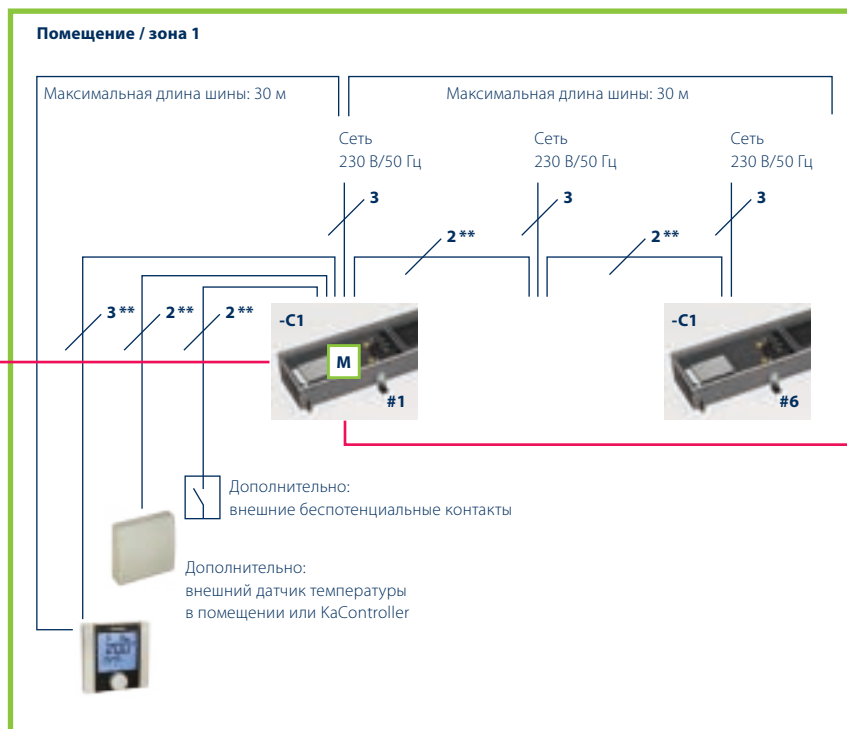 Помещение / зона 1
Максимальная длина шины: 30 м
Максимальная длина шины: 30 м
Сеть
230 В/50 Гц
Сеть
230 В/50 Гц
Сеть
230 В/50 Гц
3
3
3
2 **
2 **
3 **
2 **
2 **
-C1
M
#1
-C1
#6
Дополнительно:
внешние беспотенциальные контакты
Дополнительно:
внешний датчик температуры
в помещении или KaController